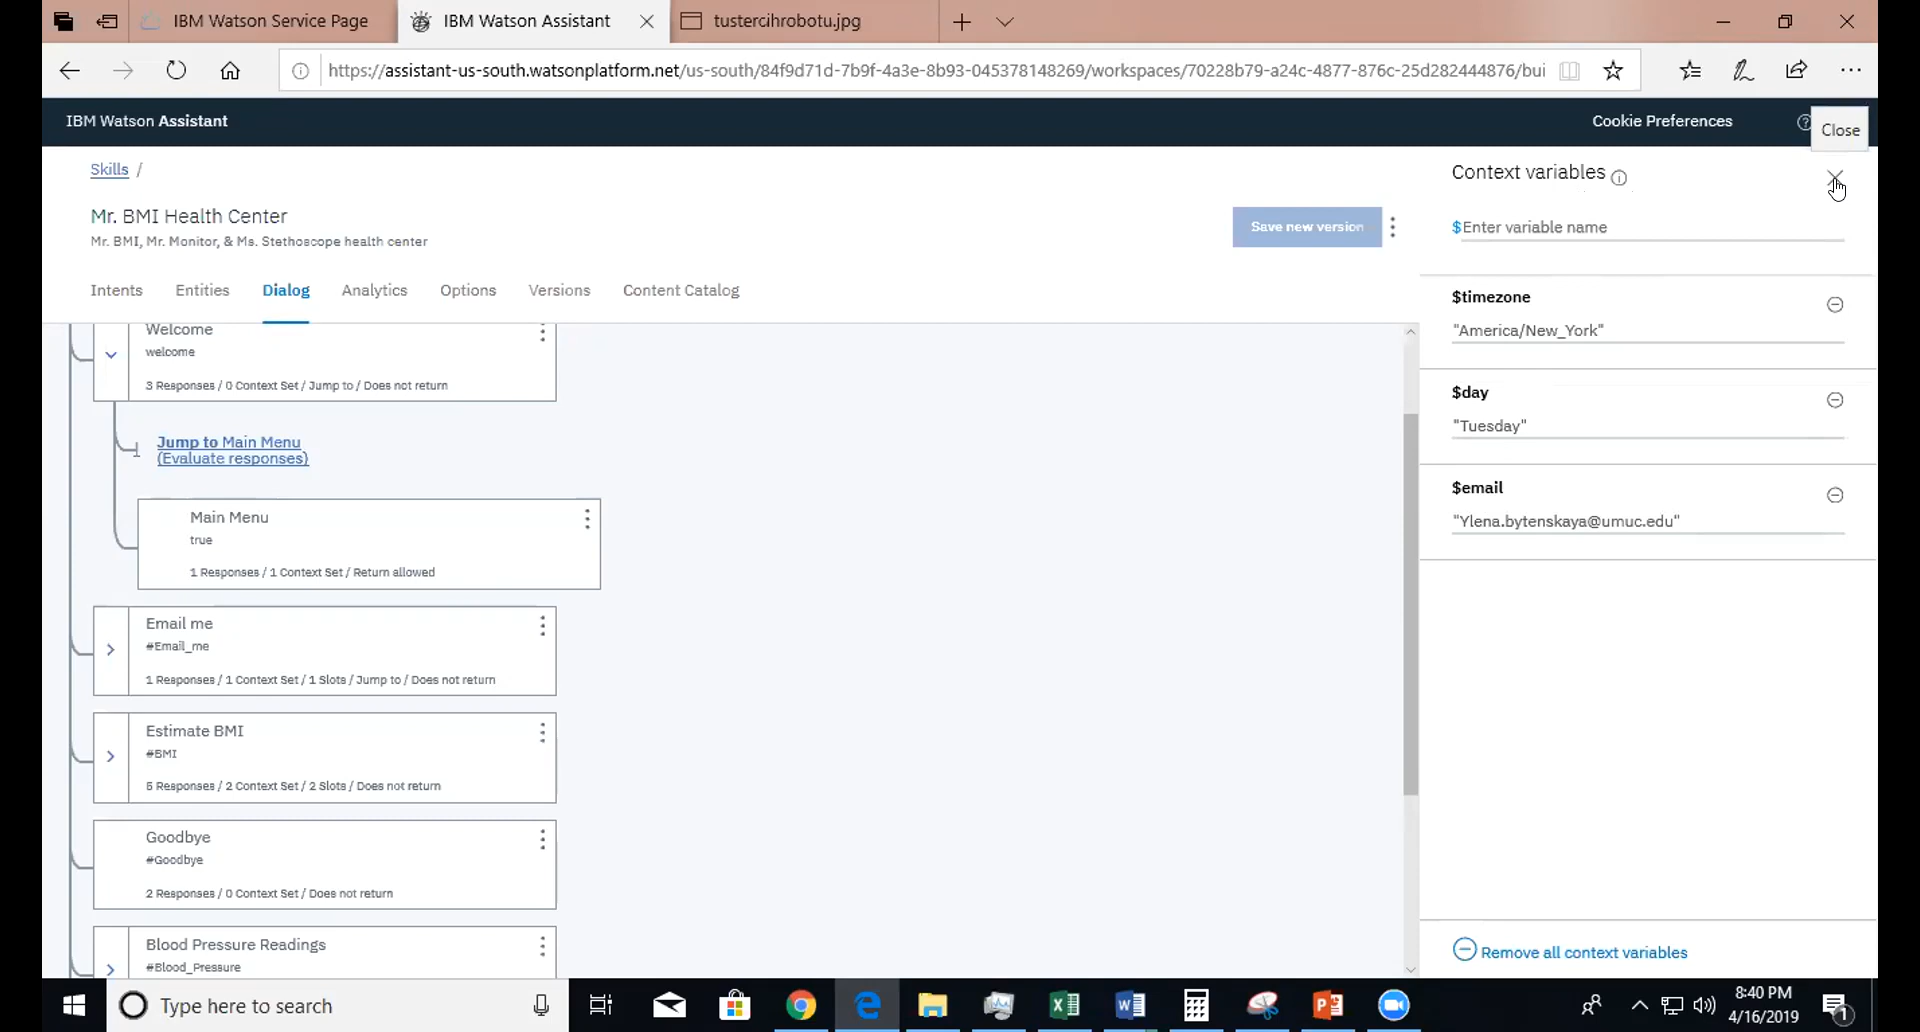 IBM Watson Service Page
IBM Watson Assistant
tustercihrobotu.jpg
https://assistant-us-south.watsonplatform.net/us-south/84f9d71d-7b9f-4a3e-8b93-045378148269/workspaces/70228b79-a24c-4877-876c-25d282444876/bui
IBM Watson Assistant
Cookie Preferences
Close
Skills /
Mr. BMI Health Center
Mr. BMI, Mr. Monitor, & Ms. Stethoscope health center
Save new version
Intents
Entities
Dialog
Analytics
Options
Versions
Content Catalog
Welcome
welcome
3 Responses / 0 Context Set / Jump to / Does not return
Jump to Main Menu
(Evaluate responses)
Main Menu
true
1 Responses / 1 Context Set / Return allowed
Email me
#Email_me
1 Responses / 1 Context Set / 1 Slots / Jump to / Does not return
Estimate BMI
#BMI
5 Responses / 2 Context Set / 2 Slots / Does not return
Goodbye
#Goodbye
2 Responses / 0 Context Set / Does not return
Blood Pressure Readings
#Blood_Pressure
Context variables
$Enter variable name
$timezone
"America/New_York"
$day
"Tuesday"
$email
"Ylena.bytenskaya@umuc.edu"
Remove all context variables
Type here to search
8:40 PM
4/16/2019
1